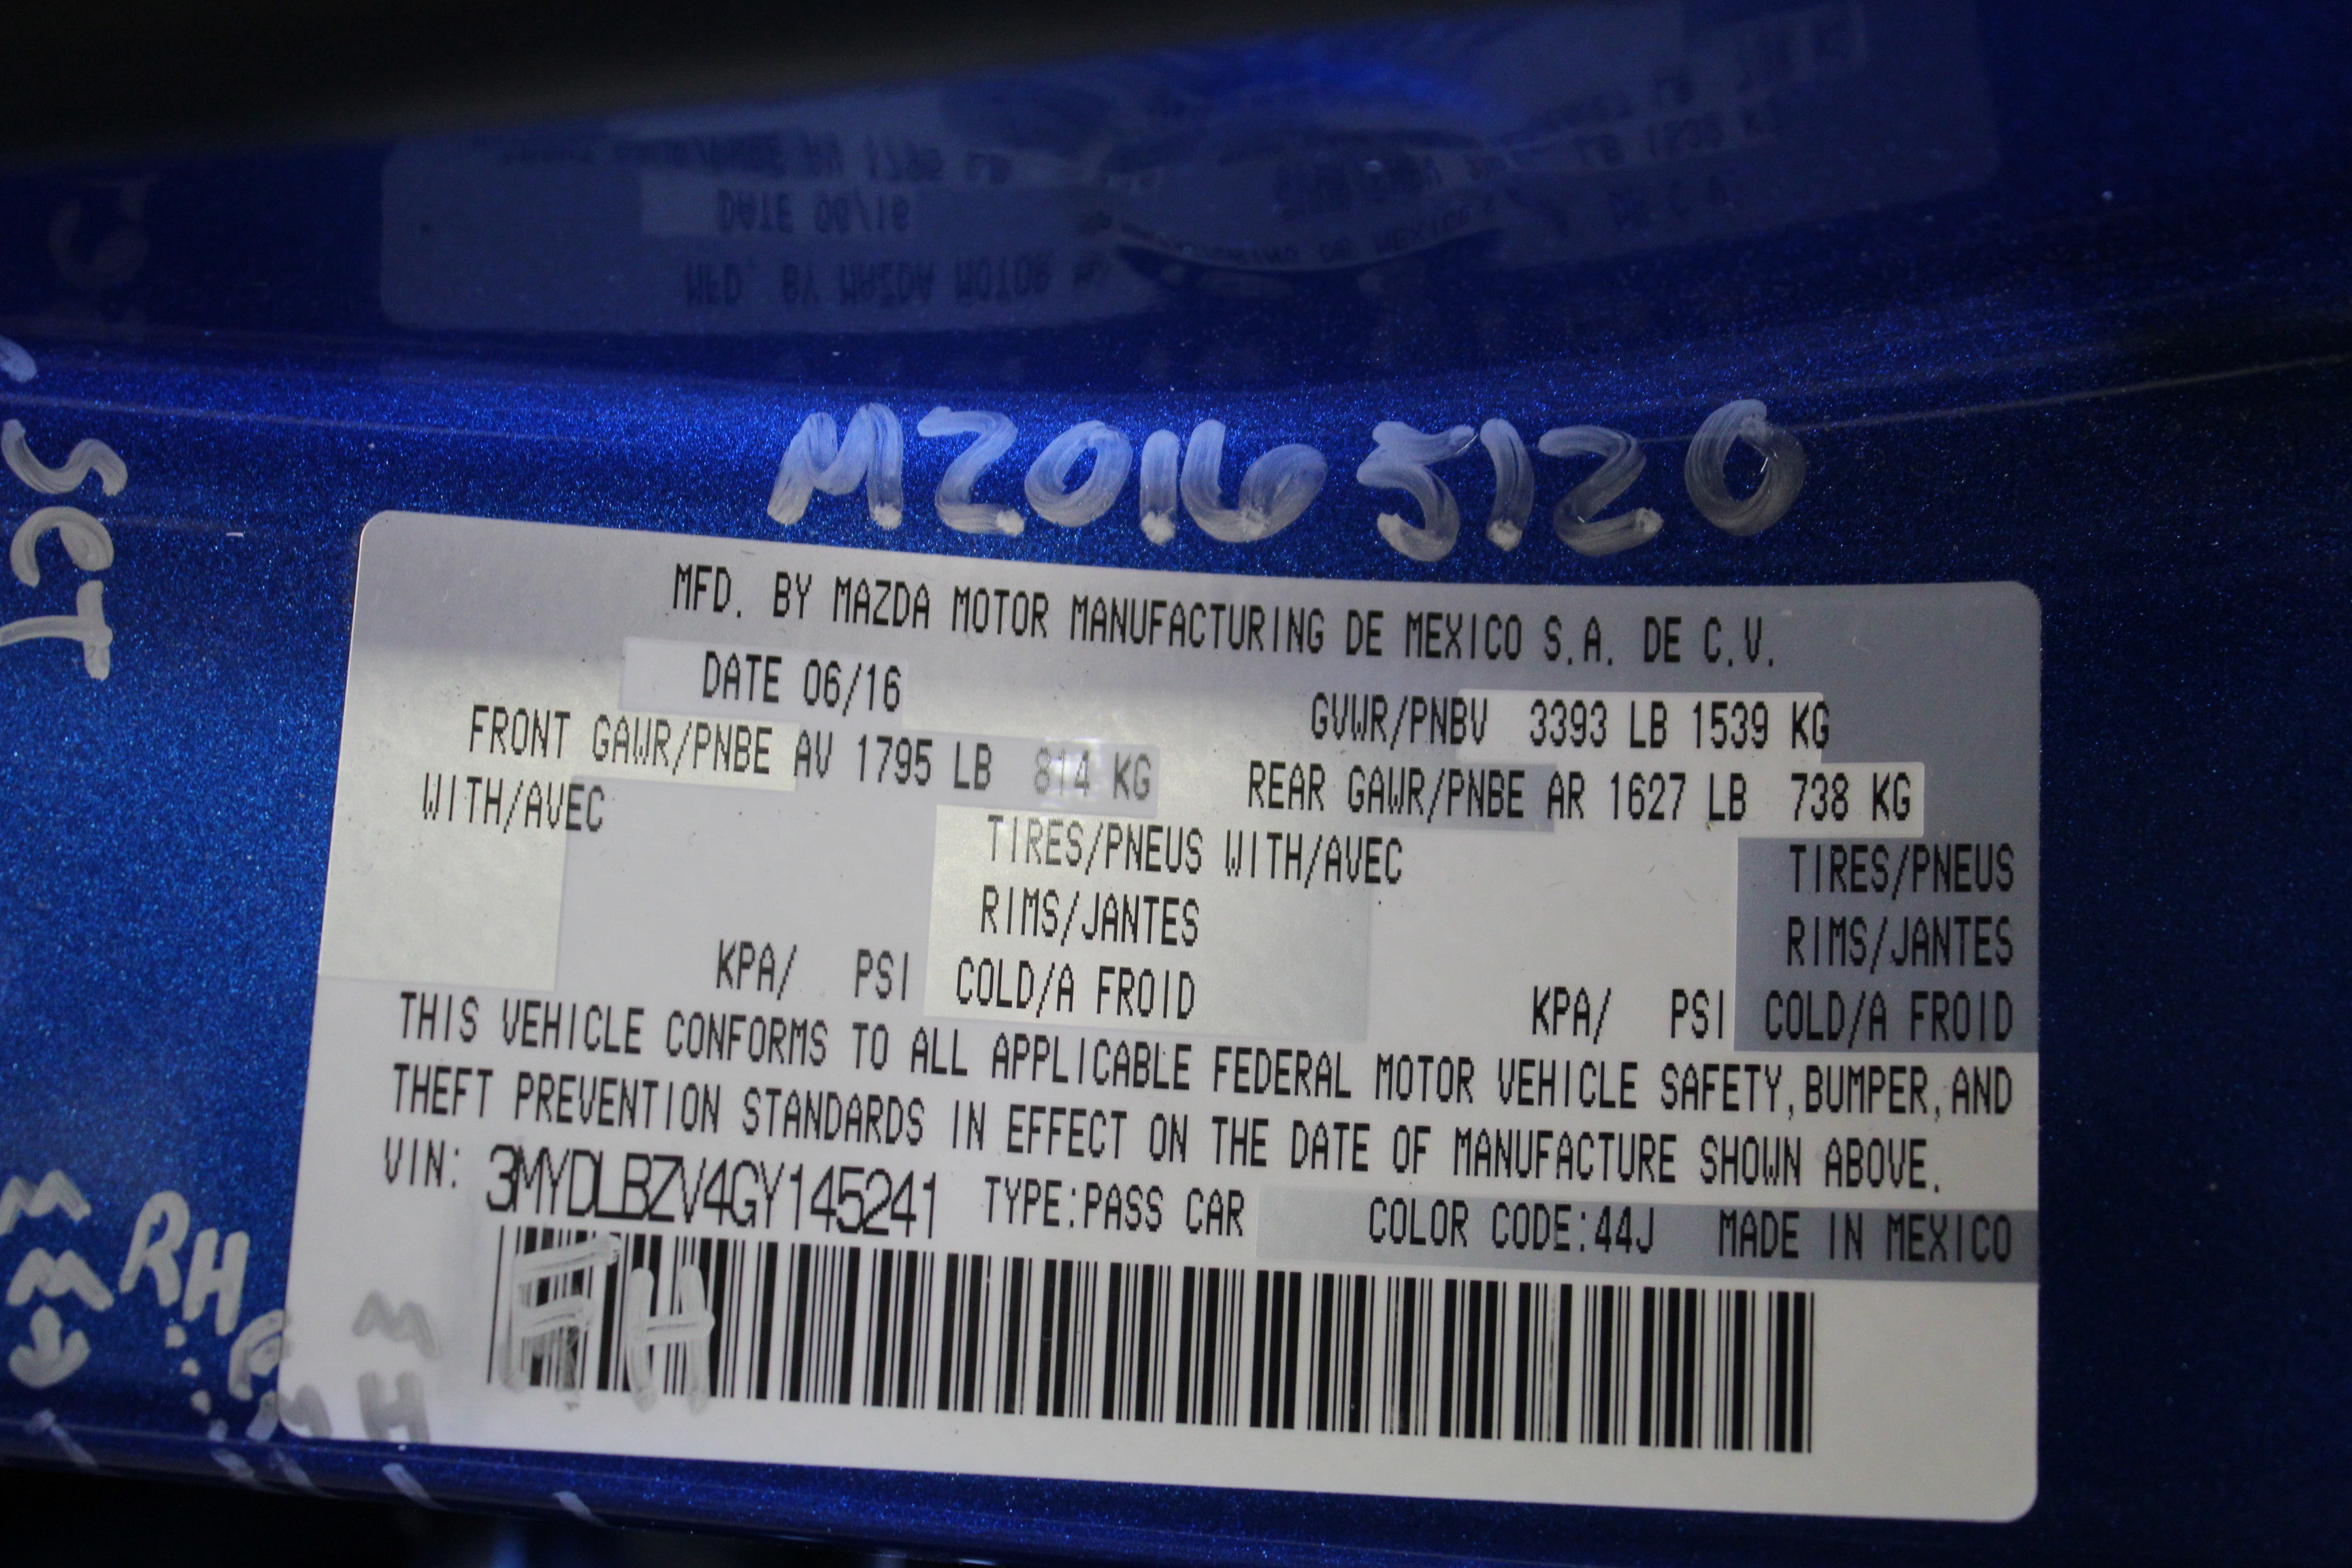 MZ0165120
SCT
MFD. BY MAZDA MOTOR MANUFACTURING DE MEXICO S.A. DE C.V.
DATE 06/16
GVWR/PNBV 3393 LB 1539 KG
FRONT GAWR/PNBE AV 1795 LB 814 KG
REAR GAWR/PNBE AR 1627 LB 738 KG
WITH/AVEC
TIRES/PNEUS WITH/AVEC
TIRES/PNEUS
RIMS/JANTES
RIMS/JANTES
KPA/ PSI COLD/A FROID
KPA/ PSI COLD/A FROID
THIS VEHICLE CONFORMS TO ALL APPLICABLE FEDERAL MOTOR VEHICLE SAFETY, BUMPER, AND
THEFT PREVENTION STANDARDS IN EFFECT ON THE DATE OF MANUFACTURE SHOWN ABOVE.
VIN: 3MYDLBZV4GY145241 TYPE:PASS CAR COLOR CODE:44J MADE IN MEXICO
RH
FH